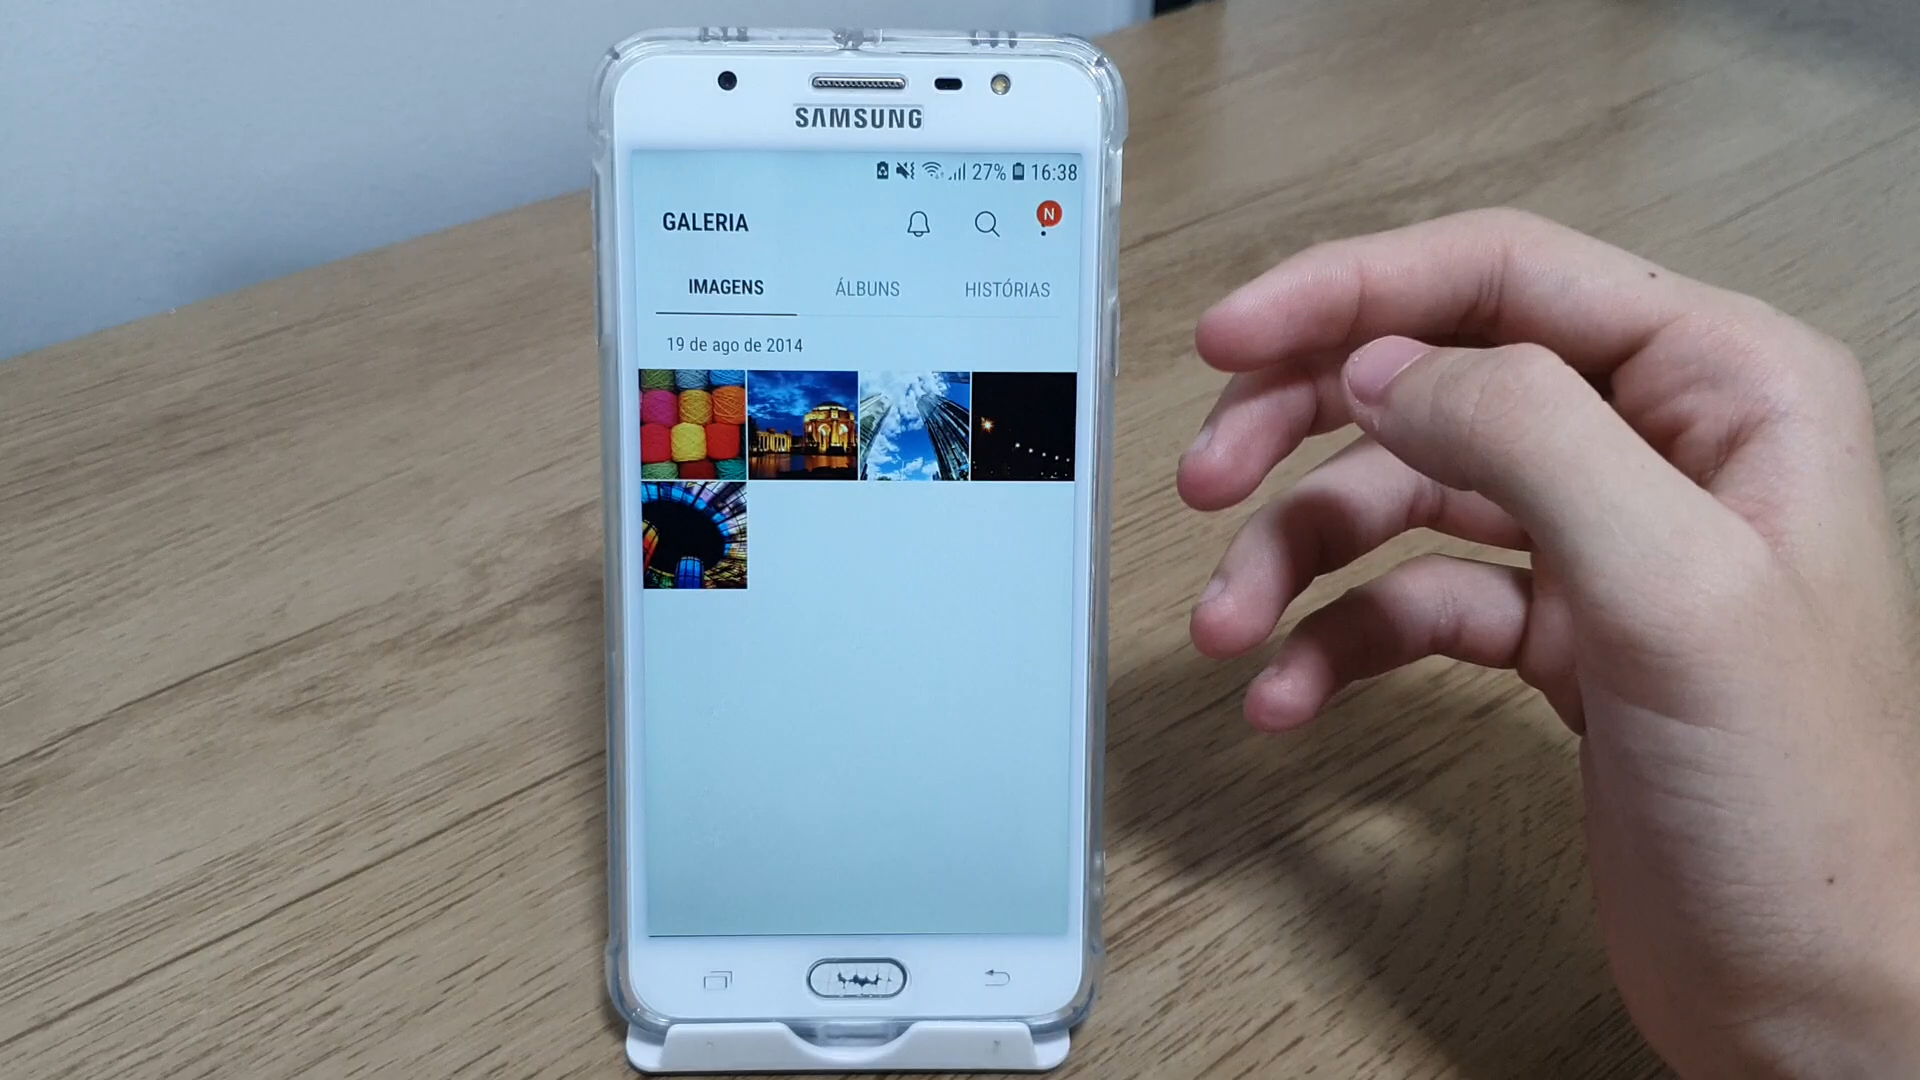 SAMSUNG
27% 16:38
GALERIA
N
IMAGENS ÁLBUNS HISTÓRIAS
19 de ago de 2014